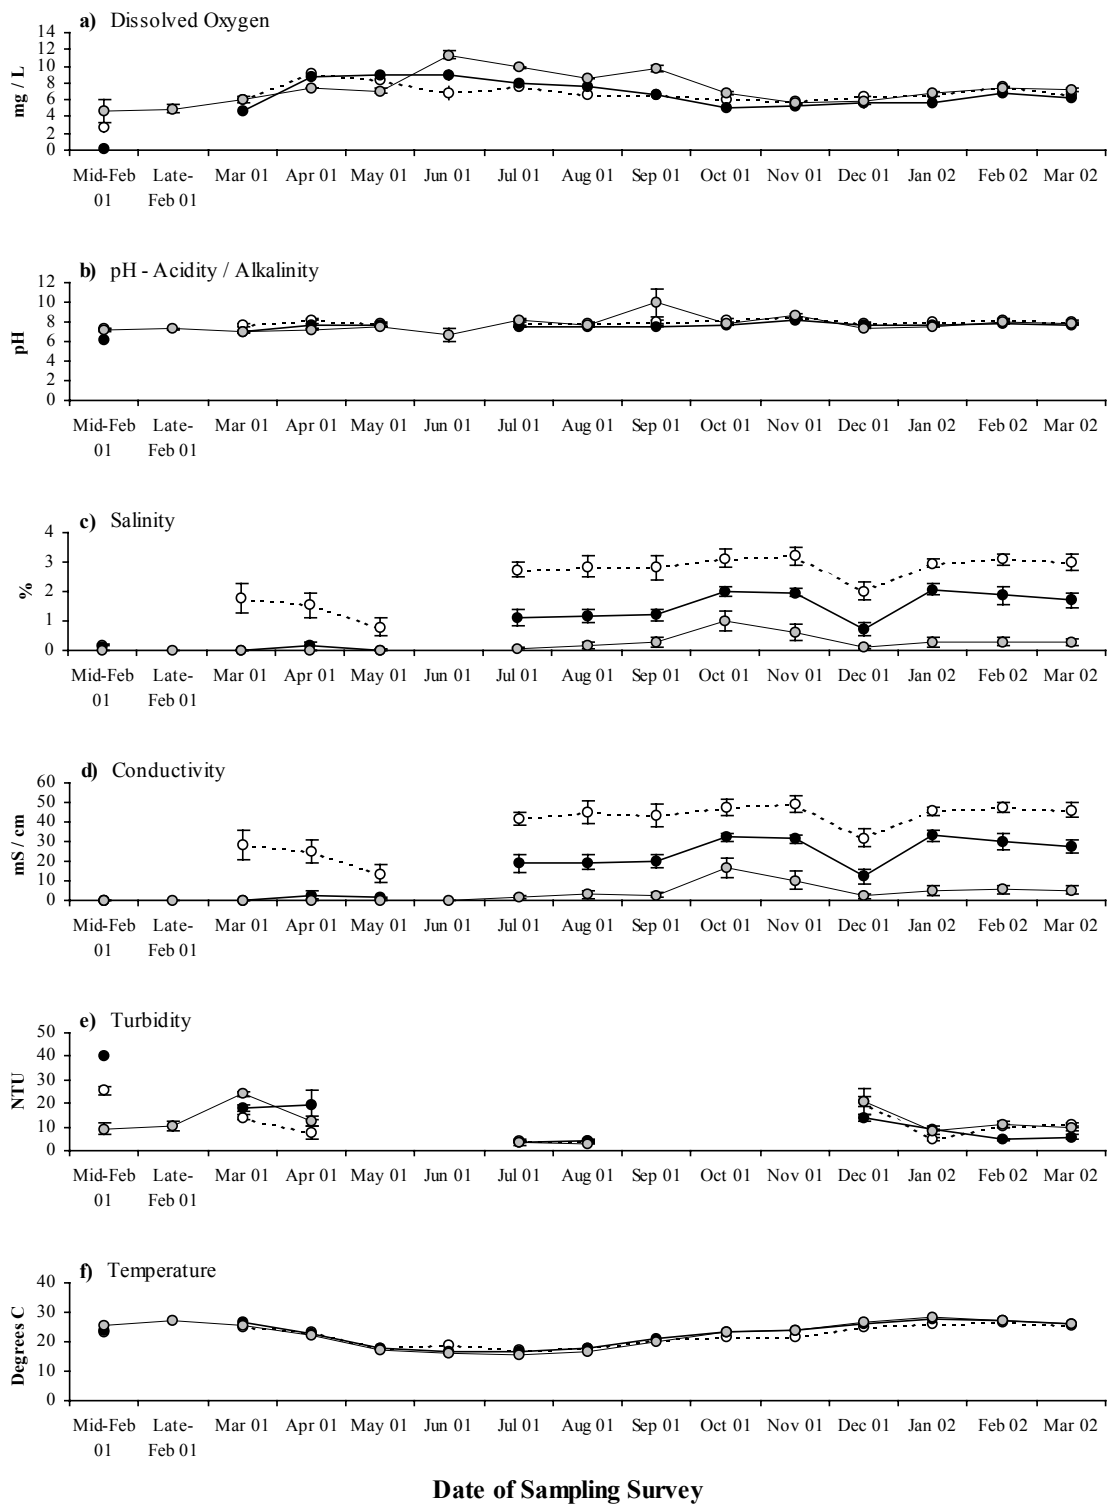 a) Dissolved Oxygen
14
12
10
8
6
4
2
0
mg / L
Mid-Feb 01 Late-Feb 01 Mar 01 Apr 01 May 01 Jun 01 Jul 01 Aug 01 Sep 01 Oct 01 Nov 01 Dec 01 Jan 02 Feb 02 Mar 02
b) pH - Acidity / Alkalinity
12
10
8
6
4
2
0
pH
Mid-Feb 01 Late-Feb 01 Mar 01 Apr 01 May 01 Jun 01 Jul 01 Aug 01 Sep 01 Oct 01 Nov 01 Dec 01 Jan 02 Feb 02 Mar 02
c) Salinity
4
3
2
1
0
%
Mid-Feb 01 Late-Feb 01 Mar 01 Apr 01 May 01 Jun 01 Jul 01 Aug 01 Sep 01 Oct 01 Nov 01 Dec 01 Jan 02 Feb 02 Mar 02
d) Conductivity
60
50
40
30
20
10
0
mS / cm
Mid-Feb 01 Late-Feb 01 Mar 01 Apr 01 May 01 Jun 01 Jul 01 Aug 01 Sep 01 Oct 01 Nov 01 Dec 01 Jan 02 Feb 02 Mar 02
e) Turbidity
50
40
30
20
10
0
NTU
Mid-Feb 01 Late-Feb 01 Mar 01 Apr 01 May 01 Jun 01 Jul 01 Aug 01 Sep 01 Oct 01 Nov 01 Dec 01 Jan 02 Feb 02 Mar 02
f) Temperature
40
30
20
10
0
Degrees C
Mid-Feb 01 Late-Feb 01 Mar 01 Apr 01 May 01 Jun 01 Jul 01 Aug 01 Sep 01 Oct 01 Nov 01 Dec 01 Jan 02 Feb 02 Mar 02
Date of Sampling Survey